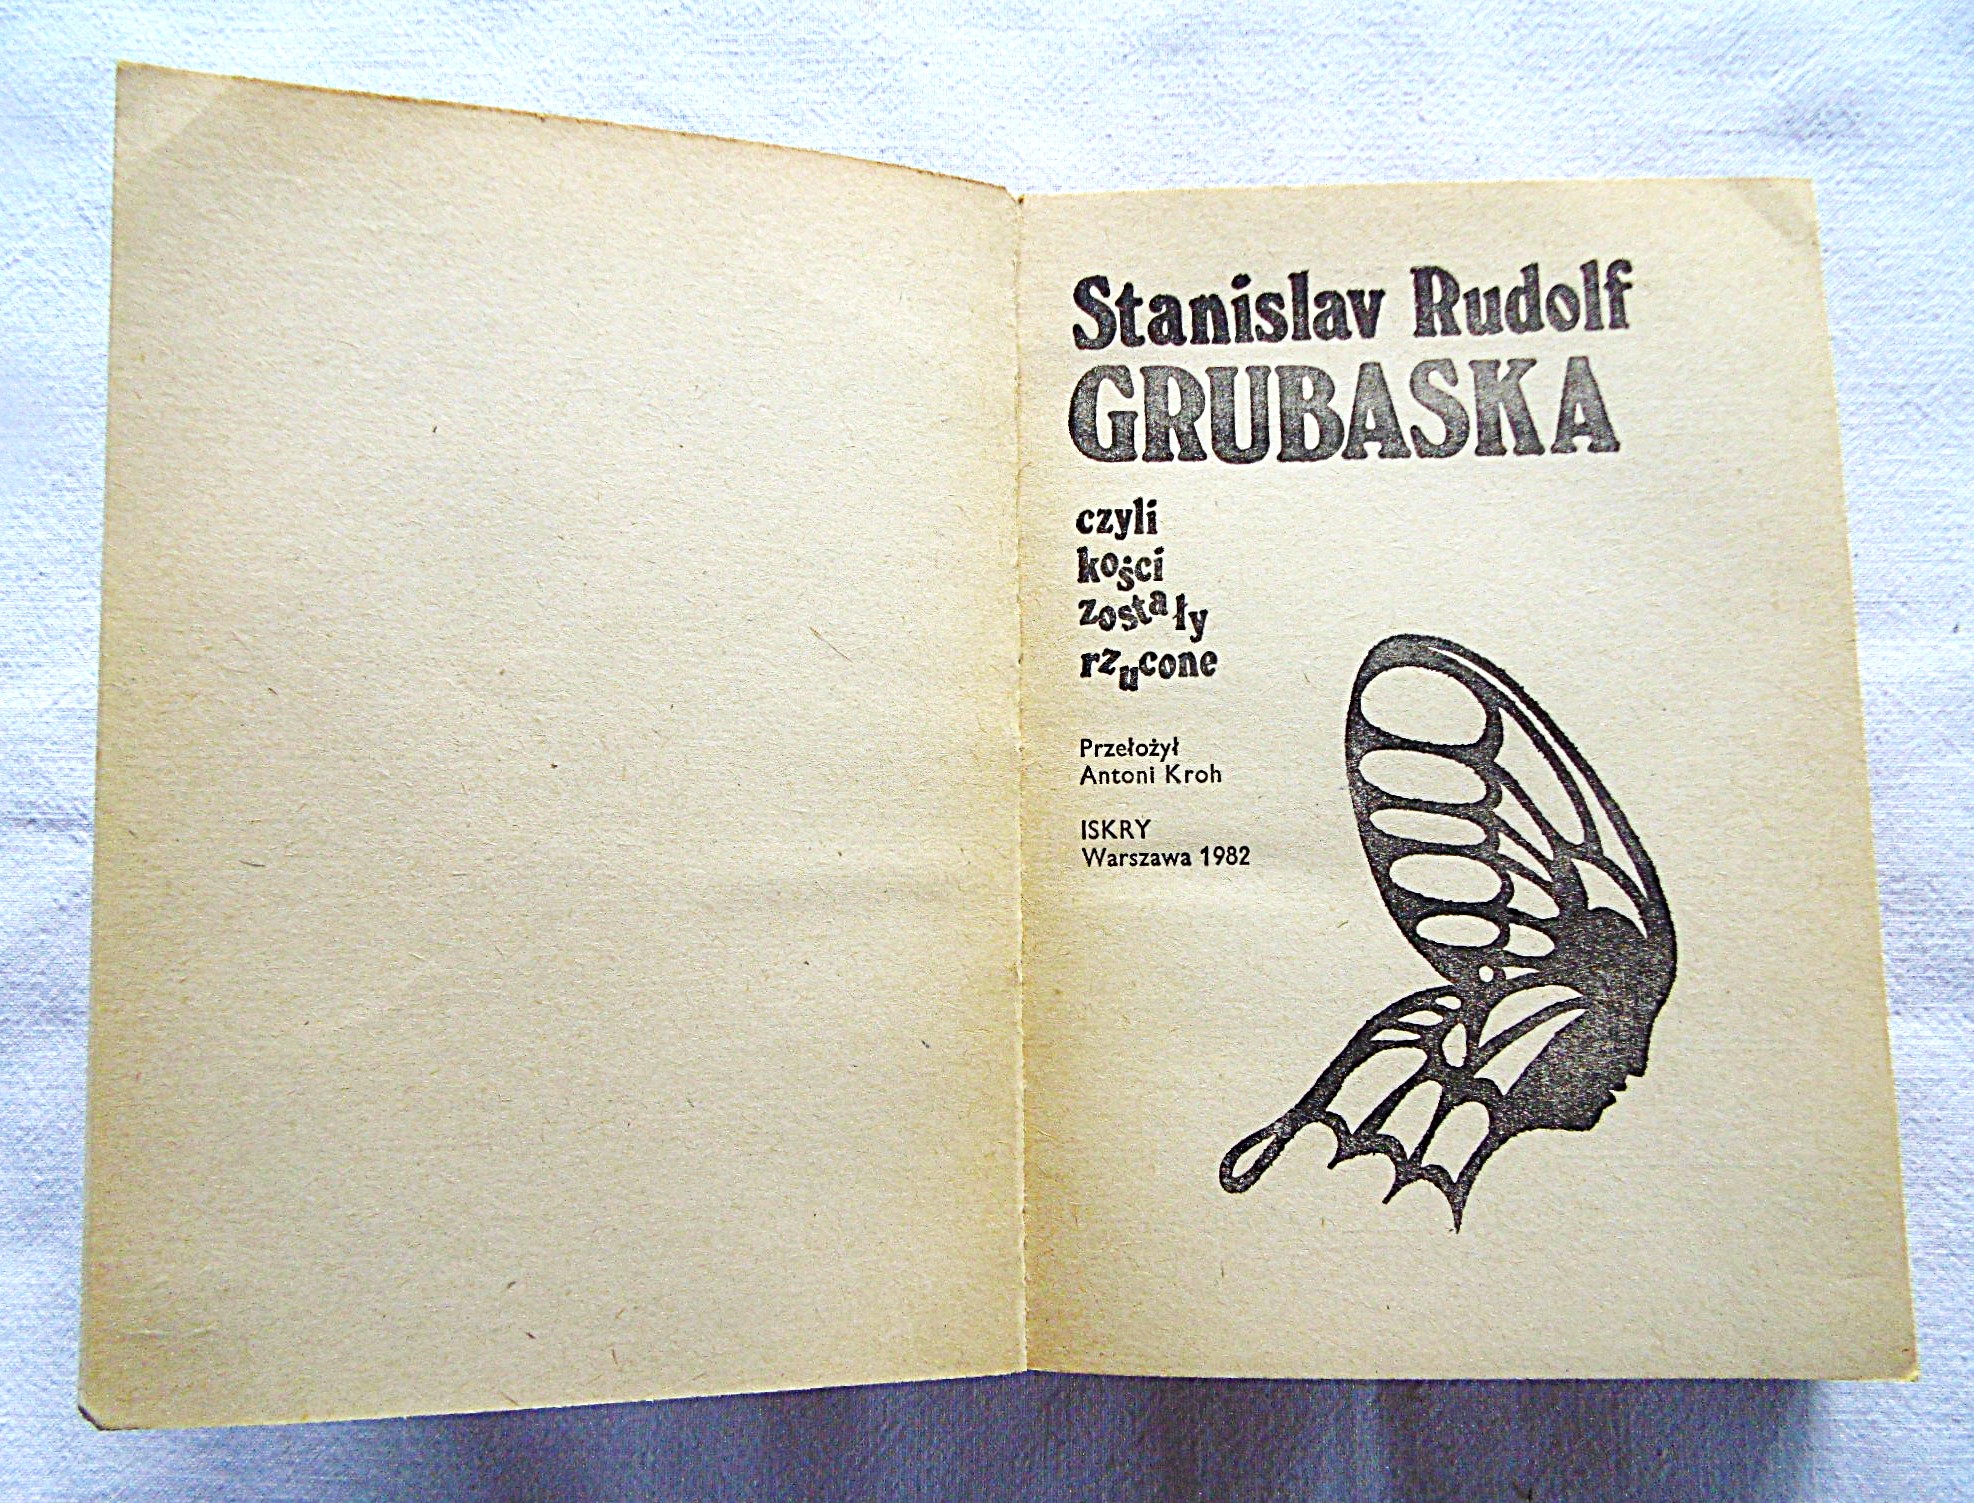 Stanislav Rudolf
GRUBASKA
czyli
kości
zostały
rzucone
Przełożył
Antoni Kroh
ISKRY
Warszawa 1982